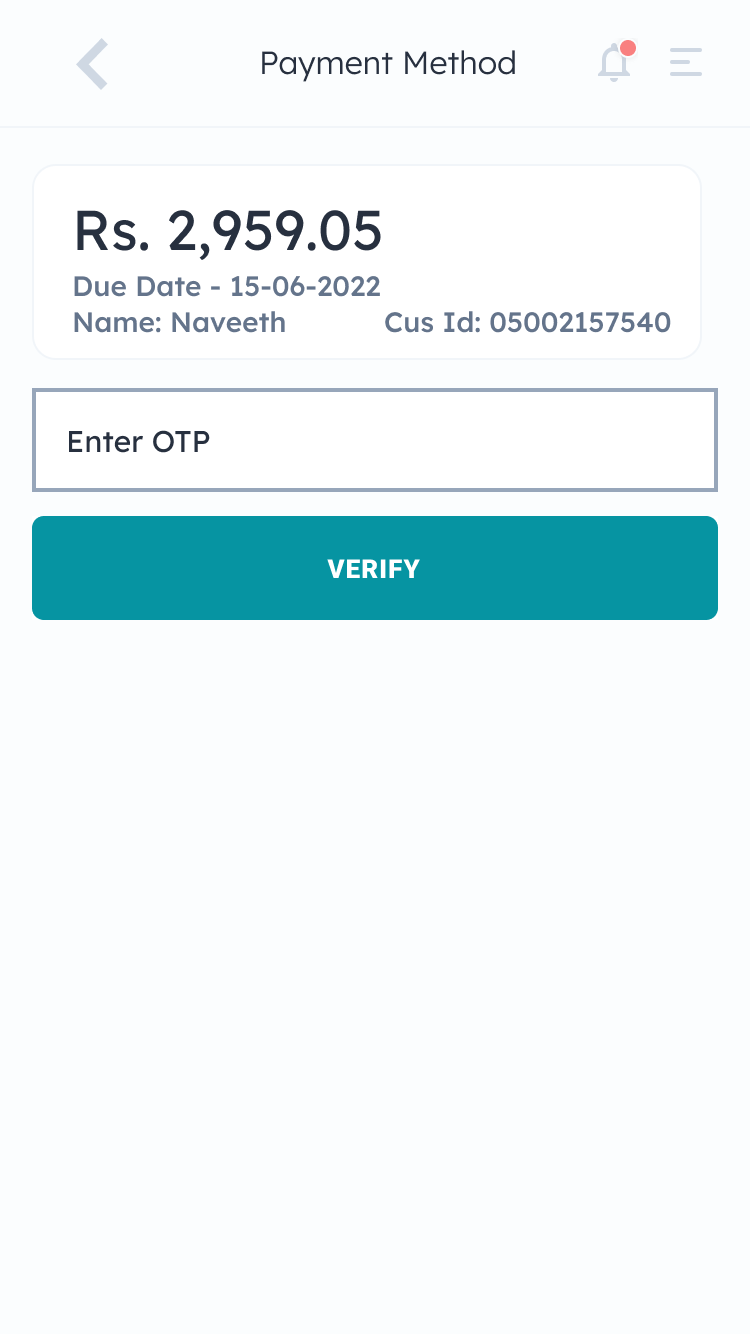 Payment Method
Rs. 2,959.05
Due Date - 15-06-2022
Name: Naveeth Cus Id: 05002157540
Enter OTP
VERIFY